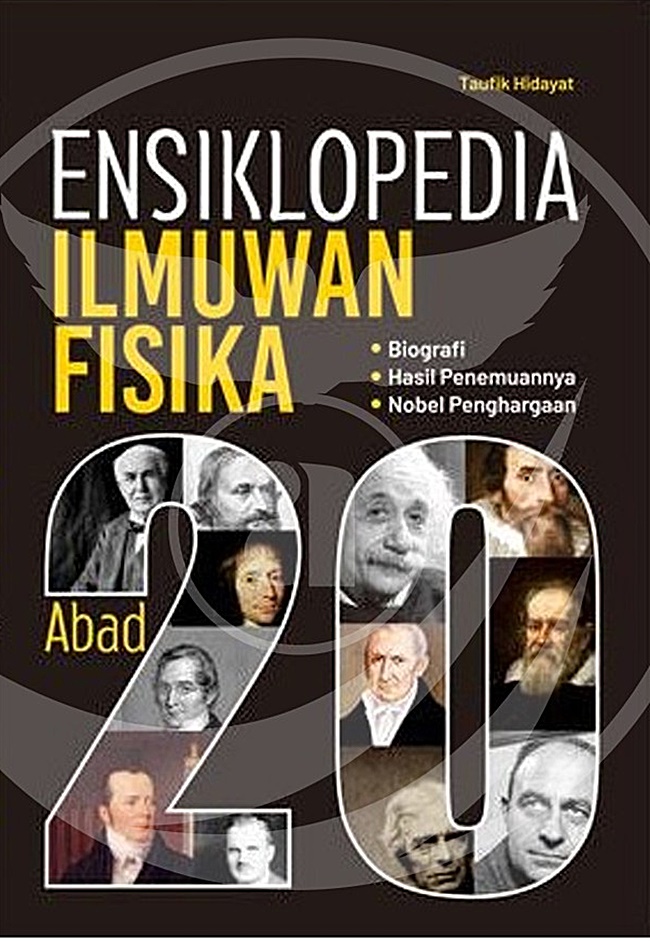 Taufik Hidayat
ENSIKLOPEDIA
ILMUWAN
FISIKA
• Biografi
• Hasil Penemuannya
• Nobel Penghargaan
Abad
20